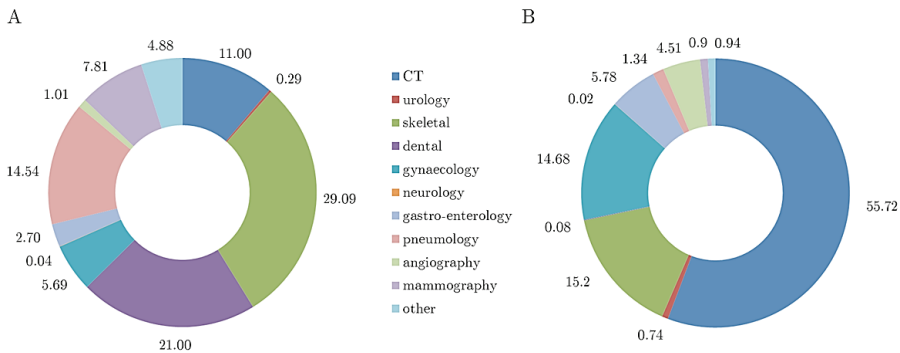 A
4.88
11.00
0.29
7.81
1.01
14.54
29.09
2.70
0.04
5.69
21.00
CT
urology
skeletal
dental
gynaecology
neurology
gastro-enterology
pneumology
angiography
mammography
other
B
0.9
0.94
4.51
1.34
5.78
0.02
14.68
55.72
0.08
15.2
0.74